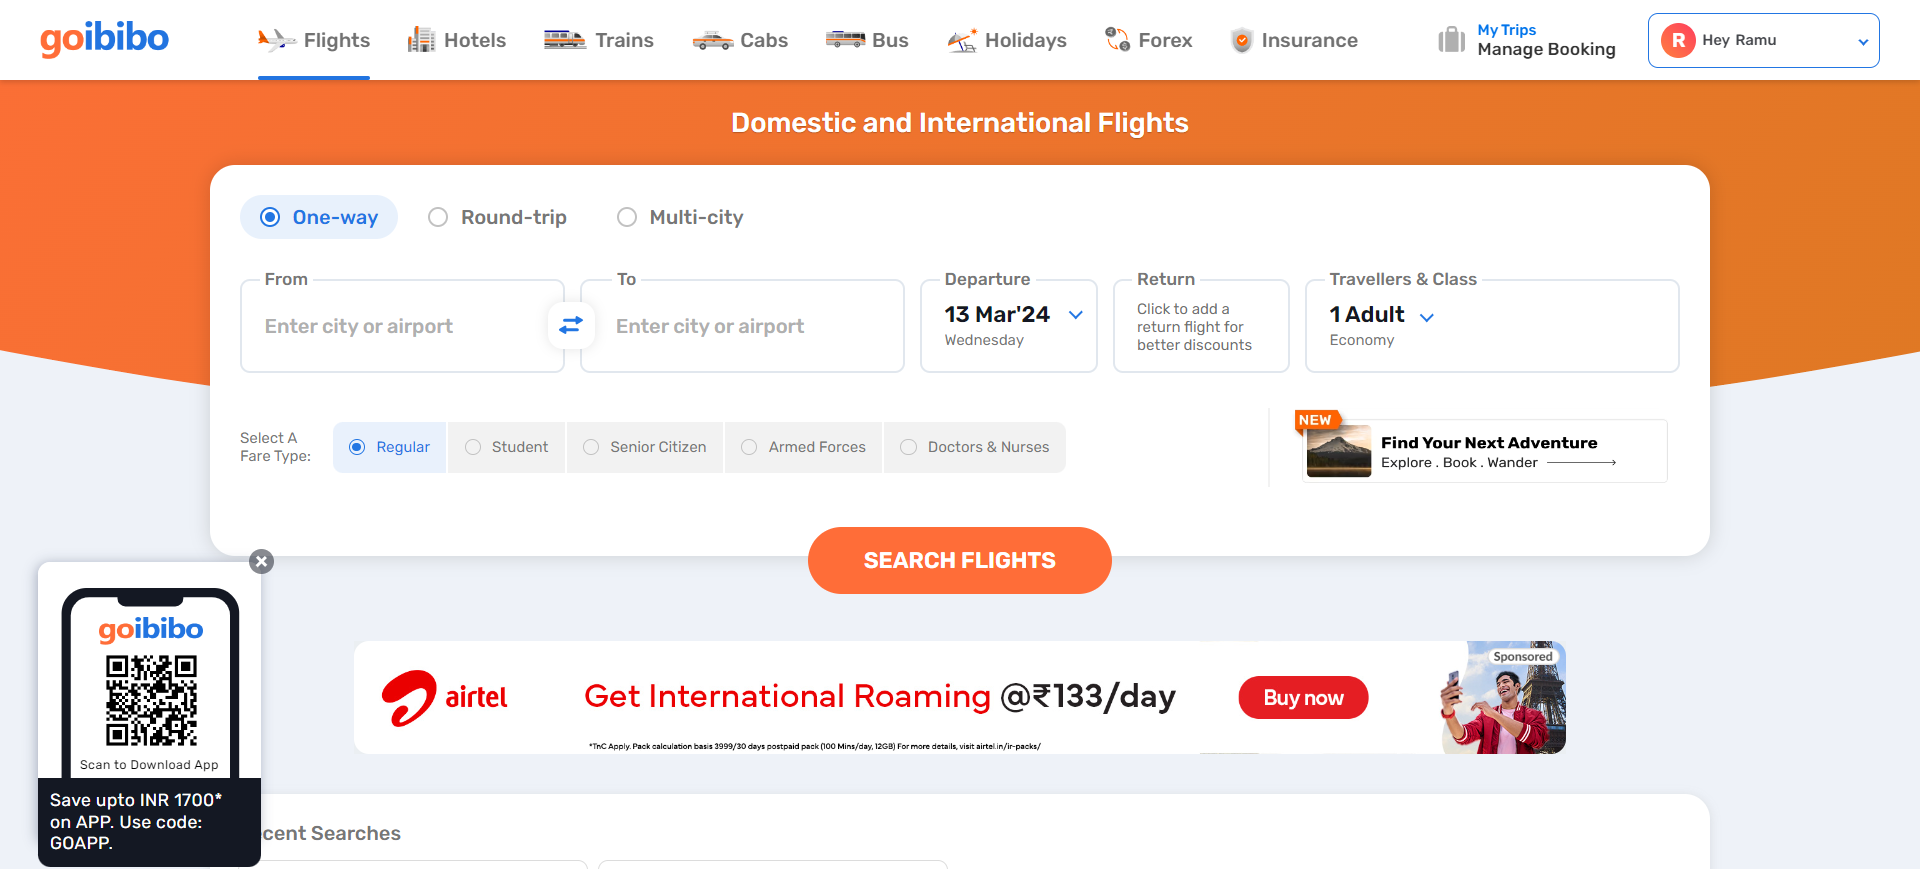 goibibo
Flights
Hotels
Trains
Cabs
Bus
Holidays
Forex
Insurance
My Trips
Manage Booking
R
Hey Ramu
Domestic and International Flights
One-way
Round-trip
Multi-city
From
Enter city or airport
To
Enter city or airport
Departure
13 Mar'24
Wednesday
Return
Click to add a
return flight for
better discounts
Travellers & Class
1 Adult
Economy
Select A
Fare Type:
Regular
Student
Senior Citizen
Armed Forces
Doctors & Nurses
NEW
Find Your Next Adventure
Explore . Book . Wander
SEARCH FLIGHTS
goibibo
Scan to Download App
Save upto INR 1700*
on APP. Use code:
GOAPP.
airtel
Get International Roaming @₹133/day
*TnC Apply. Pack calculation basis 3999/30 days postpaid pack (100 Mins/day, 12GB) For more details, visit airtel.in/ir-packs/
Buy now
Sponsored
cent Searches